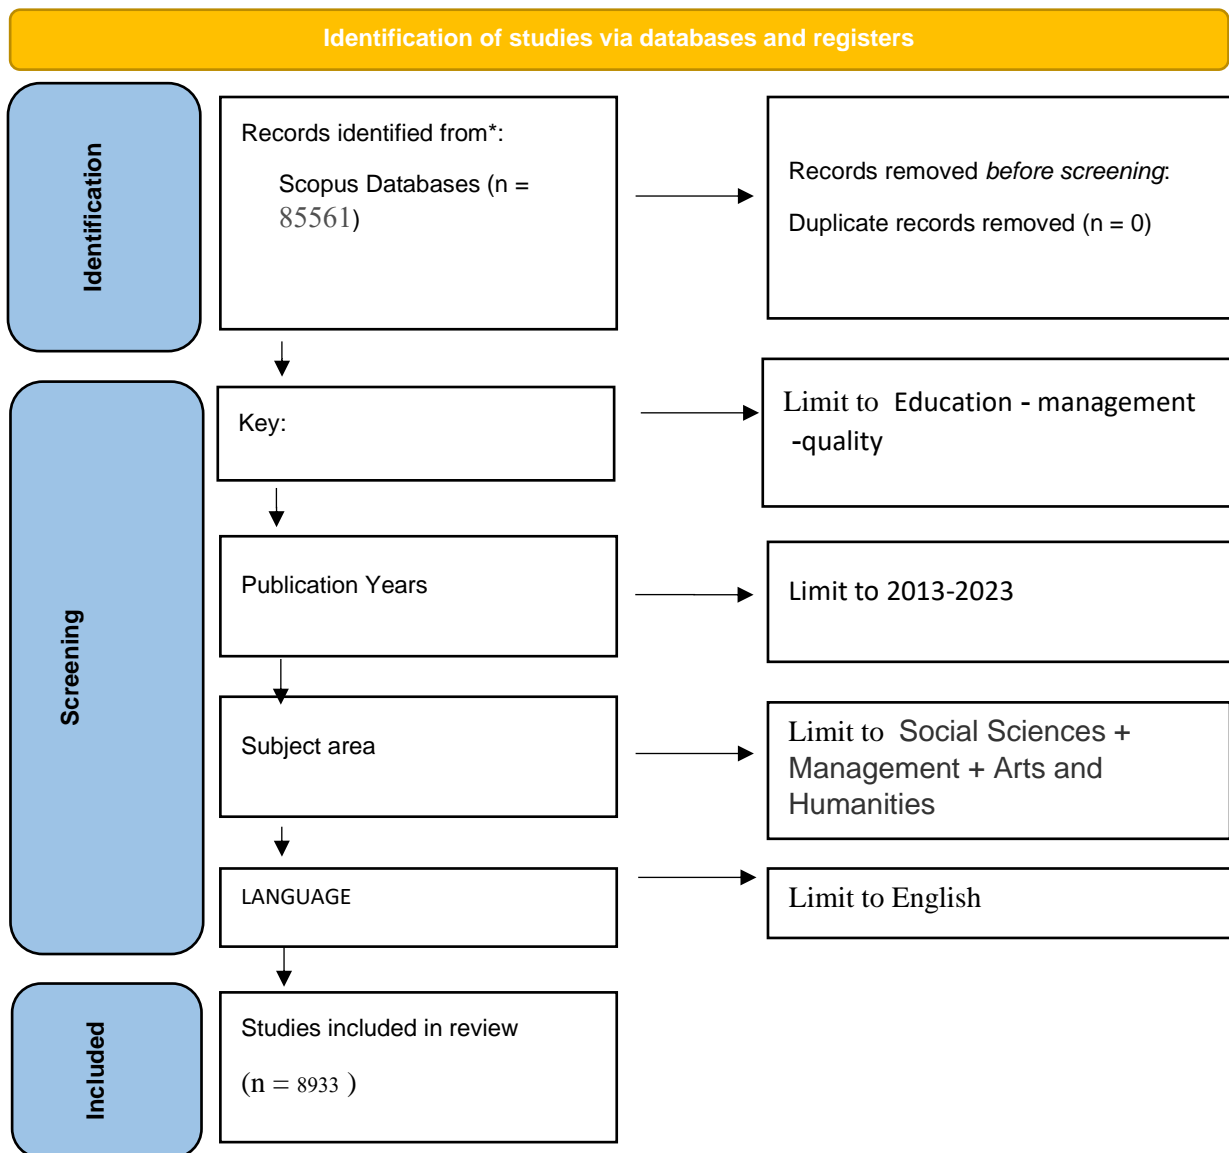 Identification of studies via databases and registers
Identification
Records identified from*:
Scopus Databases (n =
85561)
Records removed before screening:
Duplicate records removed (n = 0)
Screening
Key:
Limit to Education - management
-quality
Publication Years
Limit to 2013-2023
Subject area
Limit to Social Sciences +
Management + Arts and
Humanities
LANGUAGE
Limit to English
Included
Studies included in review
(n = 8933 )